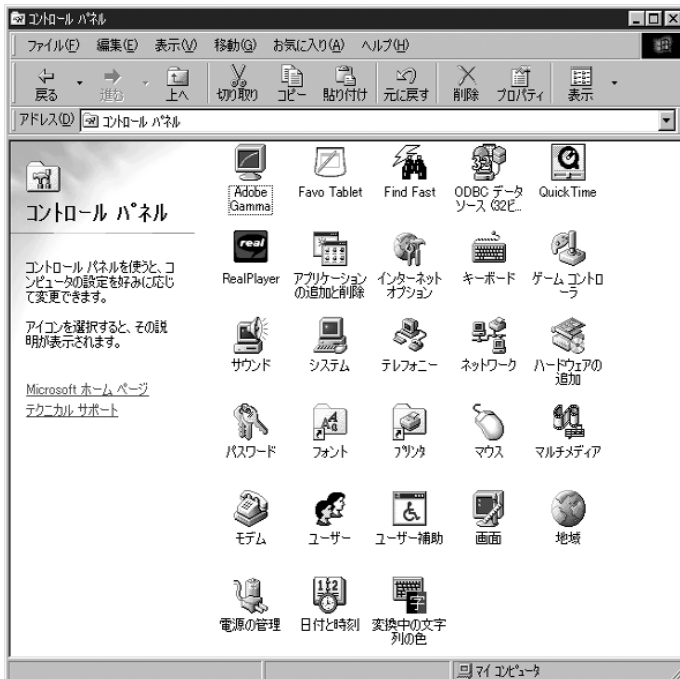 コントロール パネル
ファイル(F) 編集(E) 表示(V) 移動(G) お気に入り(A) ヘルプ(H)
戻る 進む 上へ 切り取り コピー 貼り付け 元に戻す 削除 プロパティ 表示
アドレス(D) コントロール パネル
コントロール パネル
コントロール パネルを使うと、コ
ンピュータの設定を好みに応じ
て変更できます。
アイコンを選択すると、その説
明が表示されます。
Microsoft ホーム ページ
テクニカル サポート
Adobe
Gamma
Favo Tablet
Find Fast
ODBC データ
ソース (32ビ...
QuickTime
real
RealPlayer
アプリケーション
の追加と削除
インターネット
オプション
キーボード
ゲーム コントロ
ーラ
サウンド
システム
テレフォニー
ネットワーク
ハードウェアの
追加
パスワード
フォント
プリンタ
マウス
マルチメディア
モデム
ユーザー
ユーザー補助
画面
地域
電源の管理
日付と時刻
変換中の文字
列の色
マイ コンピュータ